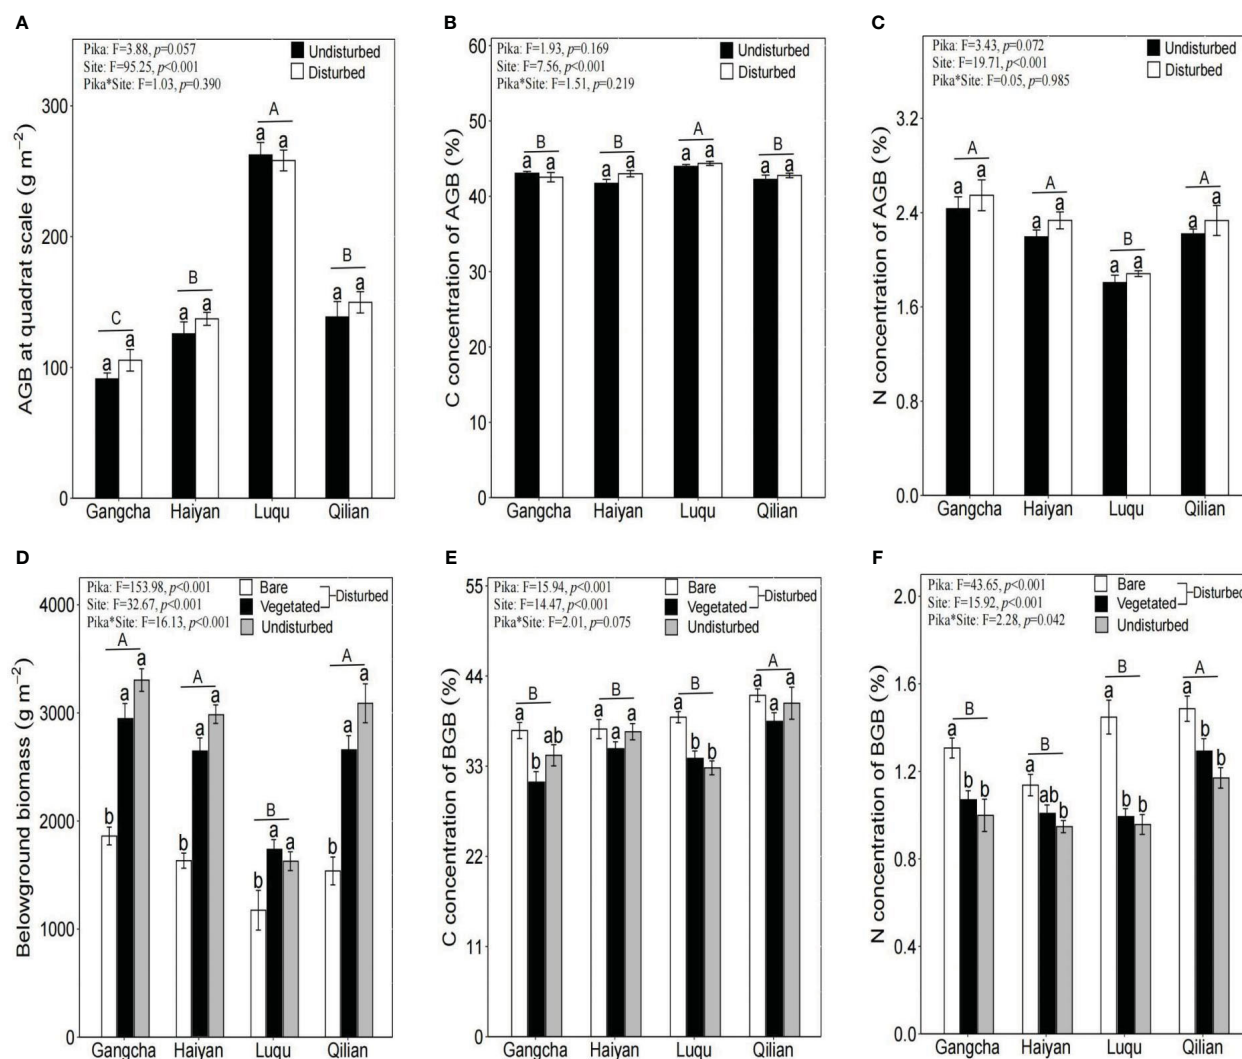 A
Pika: F=3.88, p=0.057
Site: F=95.25, p<0.001
Pika*Site: F=1.03, p=0.390
Undisturbed
Disturbed
AGB at quadrat scale (g m⁻²)
300
200
100
0
C
a a
B
a a
A
a a
B
a a
Gangcha Haiyan Luqu Qilian
B
Pika: F=1.93, p=0.169
Site: F=7.56, p<0.001
Pika*Site: F=1.51, p=0.219
Undisturbed
Disturbed
C concentration of AGB (%)
60
50
40
30
20
10
0
B
a a
B
a a
A
a a
B
a a
Gangcha Haiyan Luqu Qilian
C
Pika: F=3.43, p=0.072
Site: F=19.71, p<0.001
Pika*Site: F=0.05, p=0.985
Undisturbed
Disturbed
N concentration of AGB (%)
3.2
2.4
1.6
0.8
0.0
A
a a
A
a a
B
a a
A
a a
Gangcha Haiyan Luqu Qilian
D
Pika: F=153.98, p<0.001
Site: F=32.67, p<0.001
Pika*Site: F=16.13, p<0.001
Bare
Vegetated
Disturbed
Undisturbed
Belowground biomass (g m⁻²)
4000
3000
2000
1000
0
A
b a a
A
b a a
B
b a a
A
b a a
Gangcha Haiyan Luqu Qilian
E
Pika: F=15.94, p<0.001
Site: F=14.47, p<0.001
Pika*Site: F=2.01, p=0.075
Bare
Vegetated
Disturbed
Undisturbed
C concentration of BGB (%)
55
44
33
22
11
0
B
a b ab
B
a a a
B
a b b
A
a a a
Gangcha Haiyan Luqu Qilian
F
Pika: F=43.65, p<0.001
Site: F=15.92, p<0.001
Pika*Site: F=2.28, p=0.042
Bare
Vegetated
Disturbed
Undisturbed
N concentration of BGB (%)
2.0
1.6
1.2
0.8
0.4
0.0
B
a b b
B
a ab b
B
a b b
A
a b b
Gangcha Haiyan Luqu Qilian